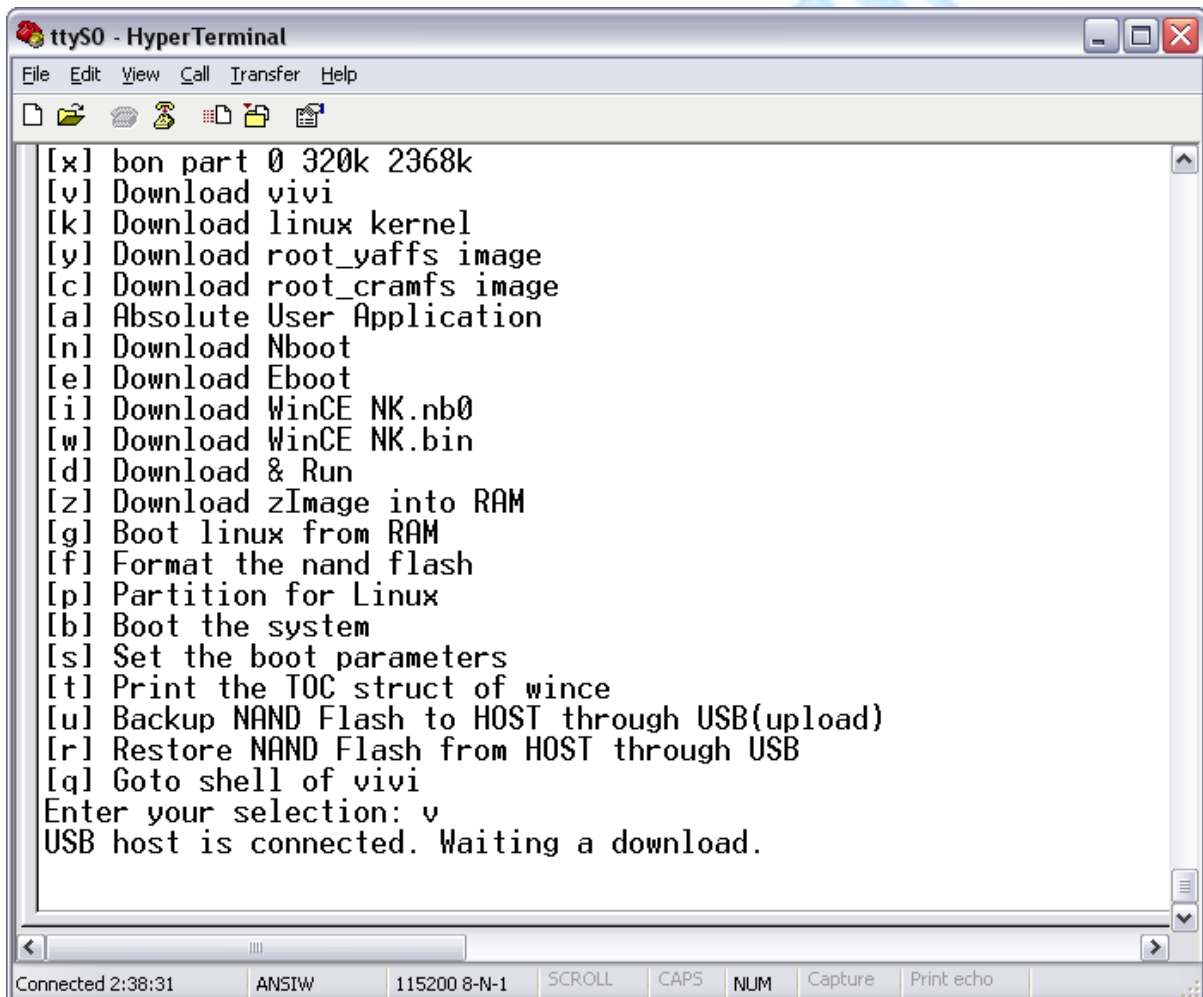 ttyS0 - HyperTerminal
File Edit View Call Transfer Help
[x] bon part 0 320k 2368k
[v] Download vivi
[k] Download linux kernel
[y] Download root_yaffs image
[c] Download root_cramfs image
[a] Absolute User Application
[n] Download Nboot
[e] Download Eboot
[i] Download WinCE NK.nb0
[w] Download WinCE NK.bin
[d] Download & Run
[z] Download zImage into RAM
[g] Boot linux from RAM
[f] Format the nand flash
[p] Partition for Linux
[b] Boot the system
[s] Set the boot parameters
[t] Print the TOC struct of wince
[u] Backup NAND Flash to HOST through USB(upload)
[r] Restore NAND Flash from HOST through USB
[q] Goto shell of vivi
Enter your selection: v
USB host is connected. Waiting a download.
Connected 2:38:31 ANSIW 115200 8-N-1 SCROLL CAPS NUM Capture Print echo